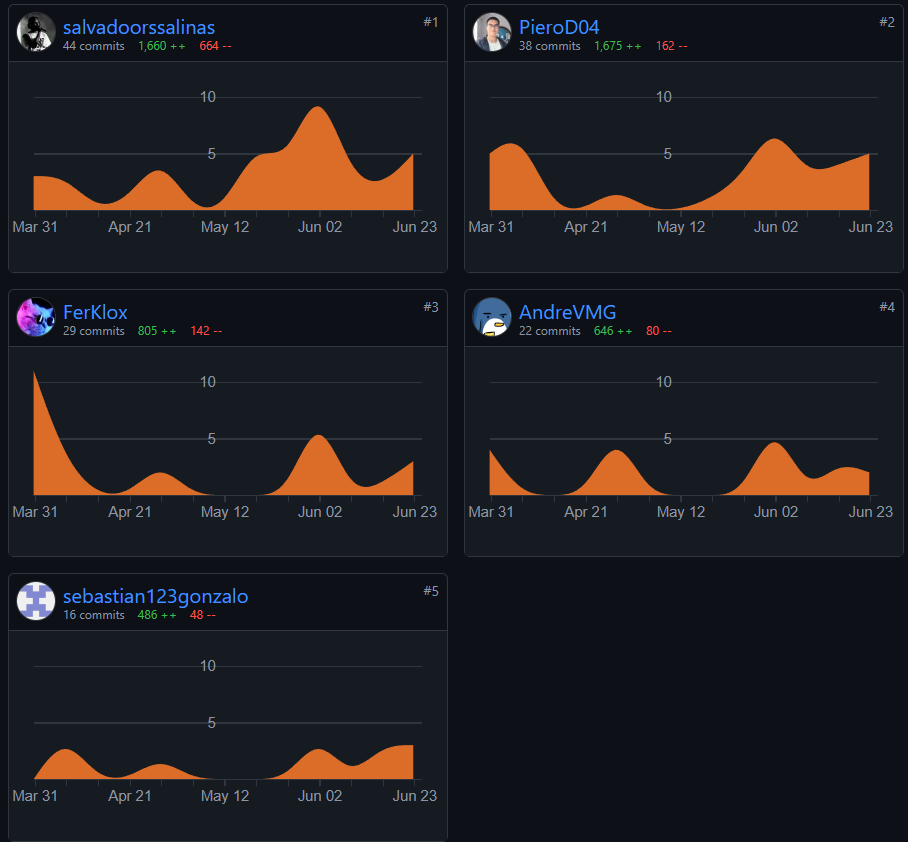 salvadoorssalinas #1
44 commits 1,660 ++ 664 --
10
5
Mar 31 Apr 21 May 12 Jun 02 Jun 23
PieroD04 #2
38 commits 1,675 ++ 162 --
10
5
Mar 31 Apr 21 May 12 Jun 02 Jun 23
FerKlox #3
29 commits 805 ++ 142 --
10
5
Mar 31 Apr 21 May 12 Jun 02 Jun 23
AndreVMG #4
22 commits 646 ++ 80 --
10
5
Mar 31 Apr 21 May 12 Jun 02 Jun 23
sebastian123gonzalo #5
16 commits 486 ++ 48 --
10
5
Mar 31 Apr 21 May 12 Jun 02 Jun 23